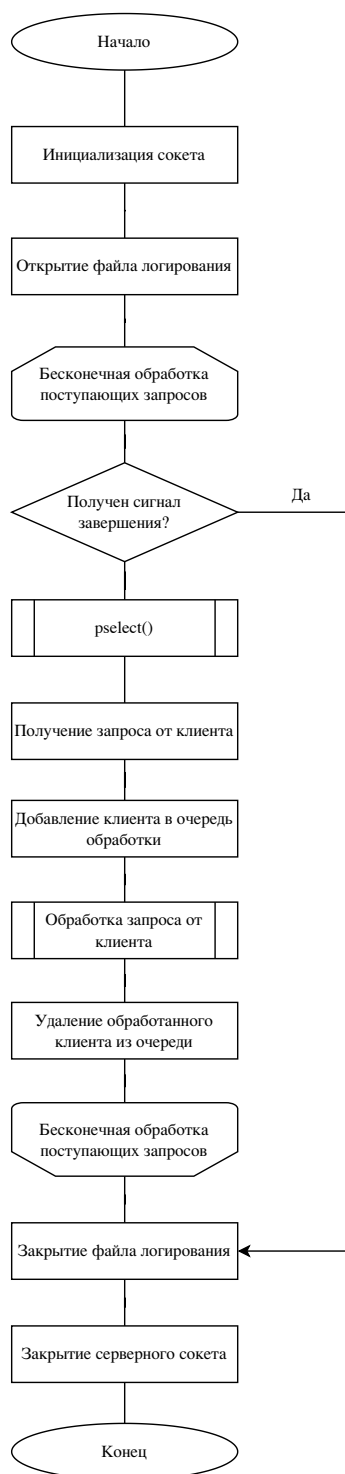 Начало
Инициализация сокета
Открытие файла логирования
Бесконечная обработка
поступающих запросов
Получен сигнал
завершения?
Да
pselect()
Получение запроса от клиента
Добавление клиента в очередь
обработки
Обработка запроса от
клиента
Удаление обработанного
клиента из очереди
Бесконечная обработка
поступающих запросов
Закрытие файла логирования
Закрытие серверного сокета
Конец